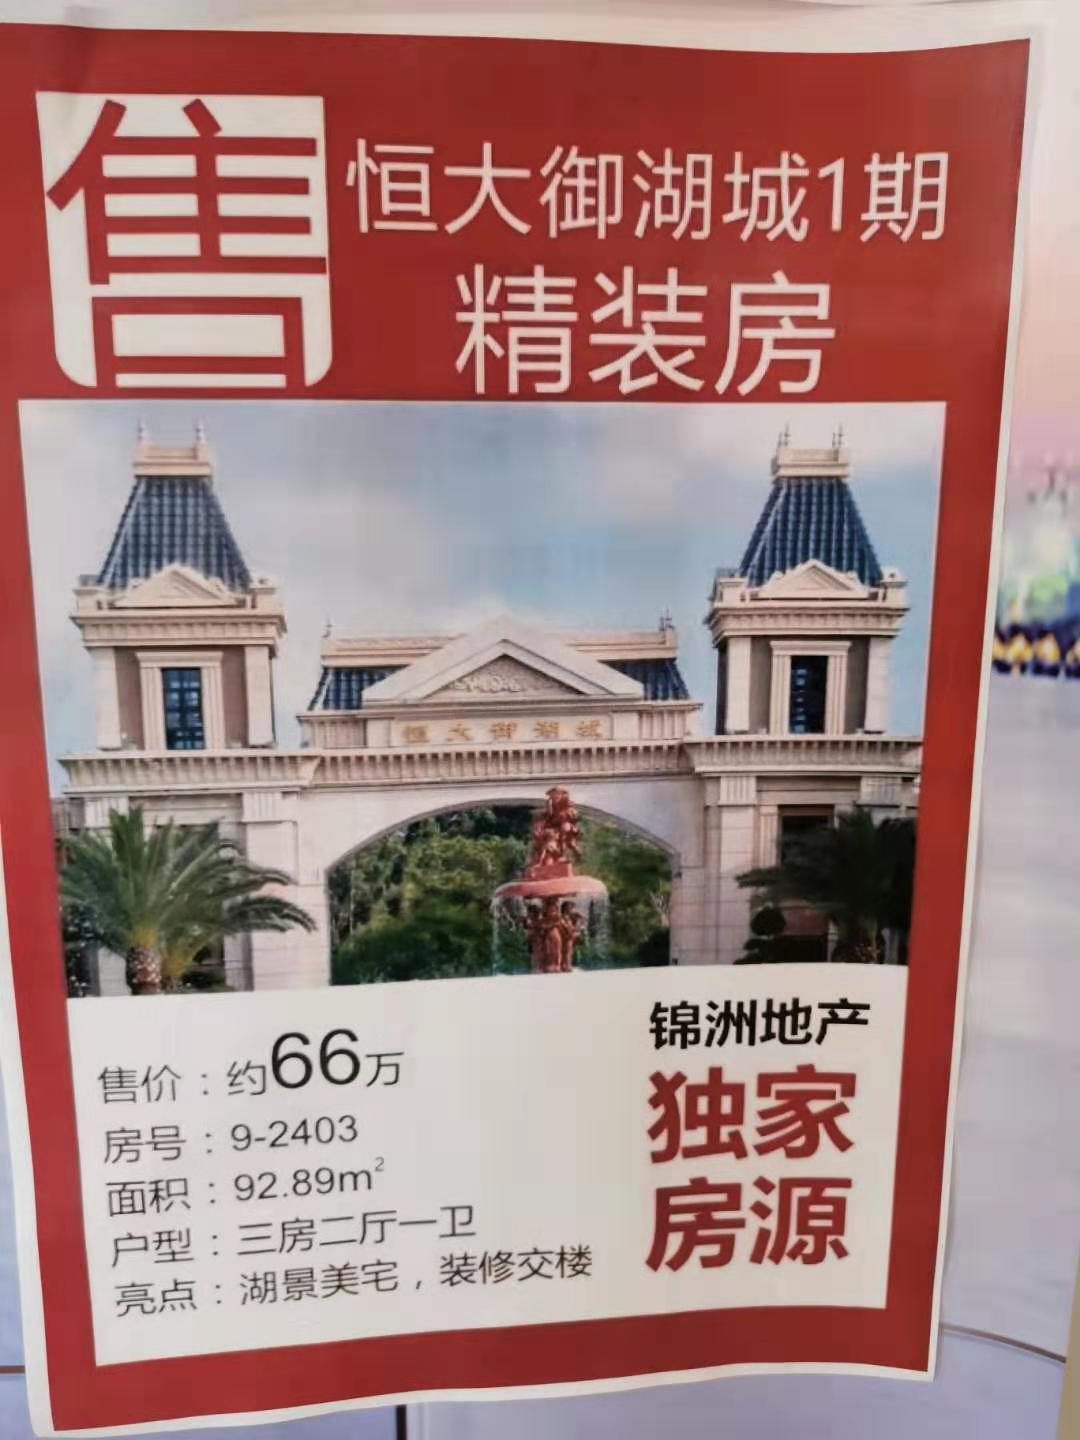 售
恒大御湖城1期
精装房
恒大御湖城
售价：约66万
房号：9-2403
面积：92.89m²
户型：三房二厅一卫
亮点：湖景美宅，装修交楼
锦洲地产
独家
房源